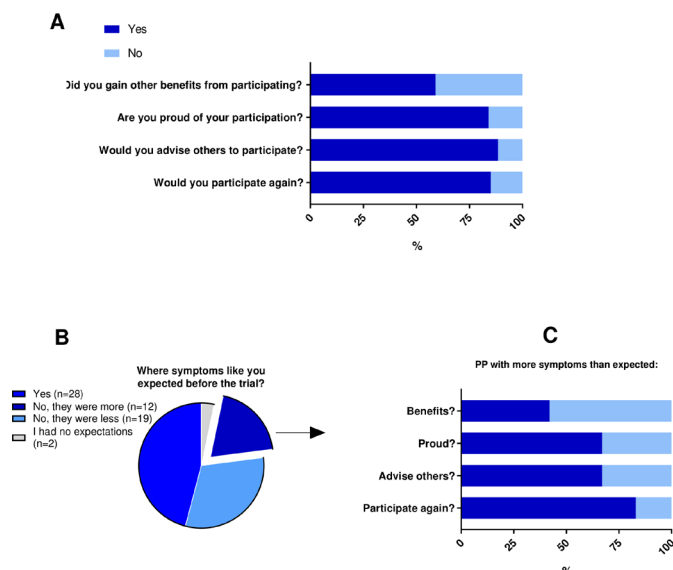 A
Yes
No
Did you gain other benefits from participating?
Are you proud of your participation?
Would you advise others to participate?
Would you participate again?
0 25 50 75 100
%
B
Where symptoms like you
expected before the trial?
Yes (n=28)
No, they were more (n=12)
No, they were less (n=19)
I had no expectations
(n=2)
C
PP with more symptoms than expected:
Benefits?
Proud?
Advise others?
Participate again?
0 25 50 75 100
%